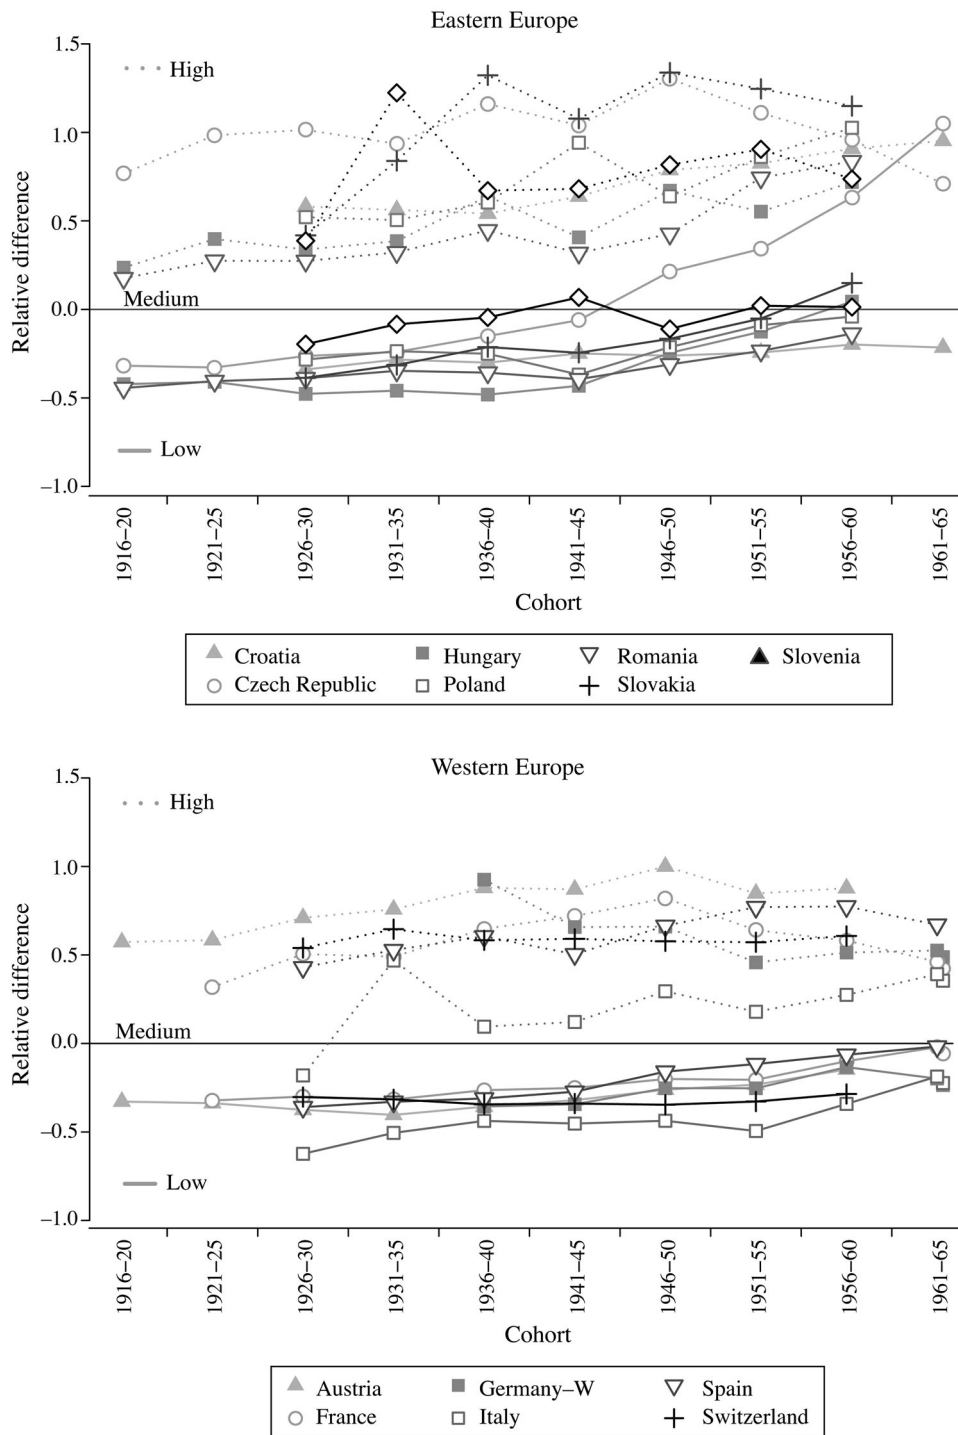 Eastern Europe
1.5
High
1.0
0.5
Medium
0.0
–0.5
Low
–1.0
Relative difference
1916–20 1921–25 1926–30 1931–35 1936–40 1941–45 1946–50 1951–55 1956–60 1961–65
Cohort
Croatia Hungary Romania Slovenia
Czech Republic Poland Slovakia
Western Europe
1.5
High
1.0
0.5
Medium
0.0
–0.5
Low
–1.0
Relative difference
1916–20 1921–25 1926–30 1931–35 1936–40 1941–45 1946–50 1951–55 1956–60 1961–65
Cohort
Austria Germany–W Spain
France Italy Switzerland